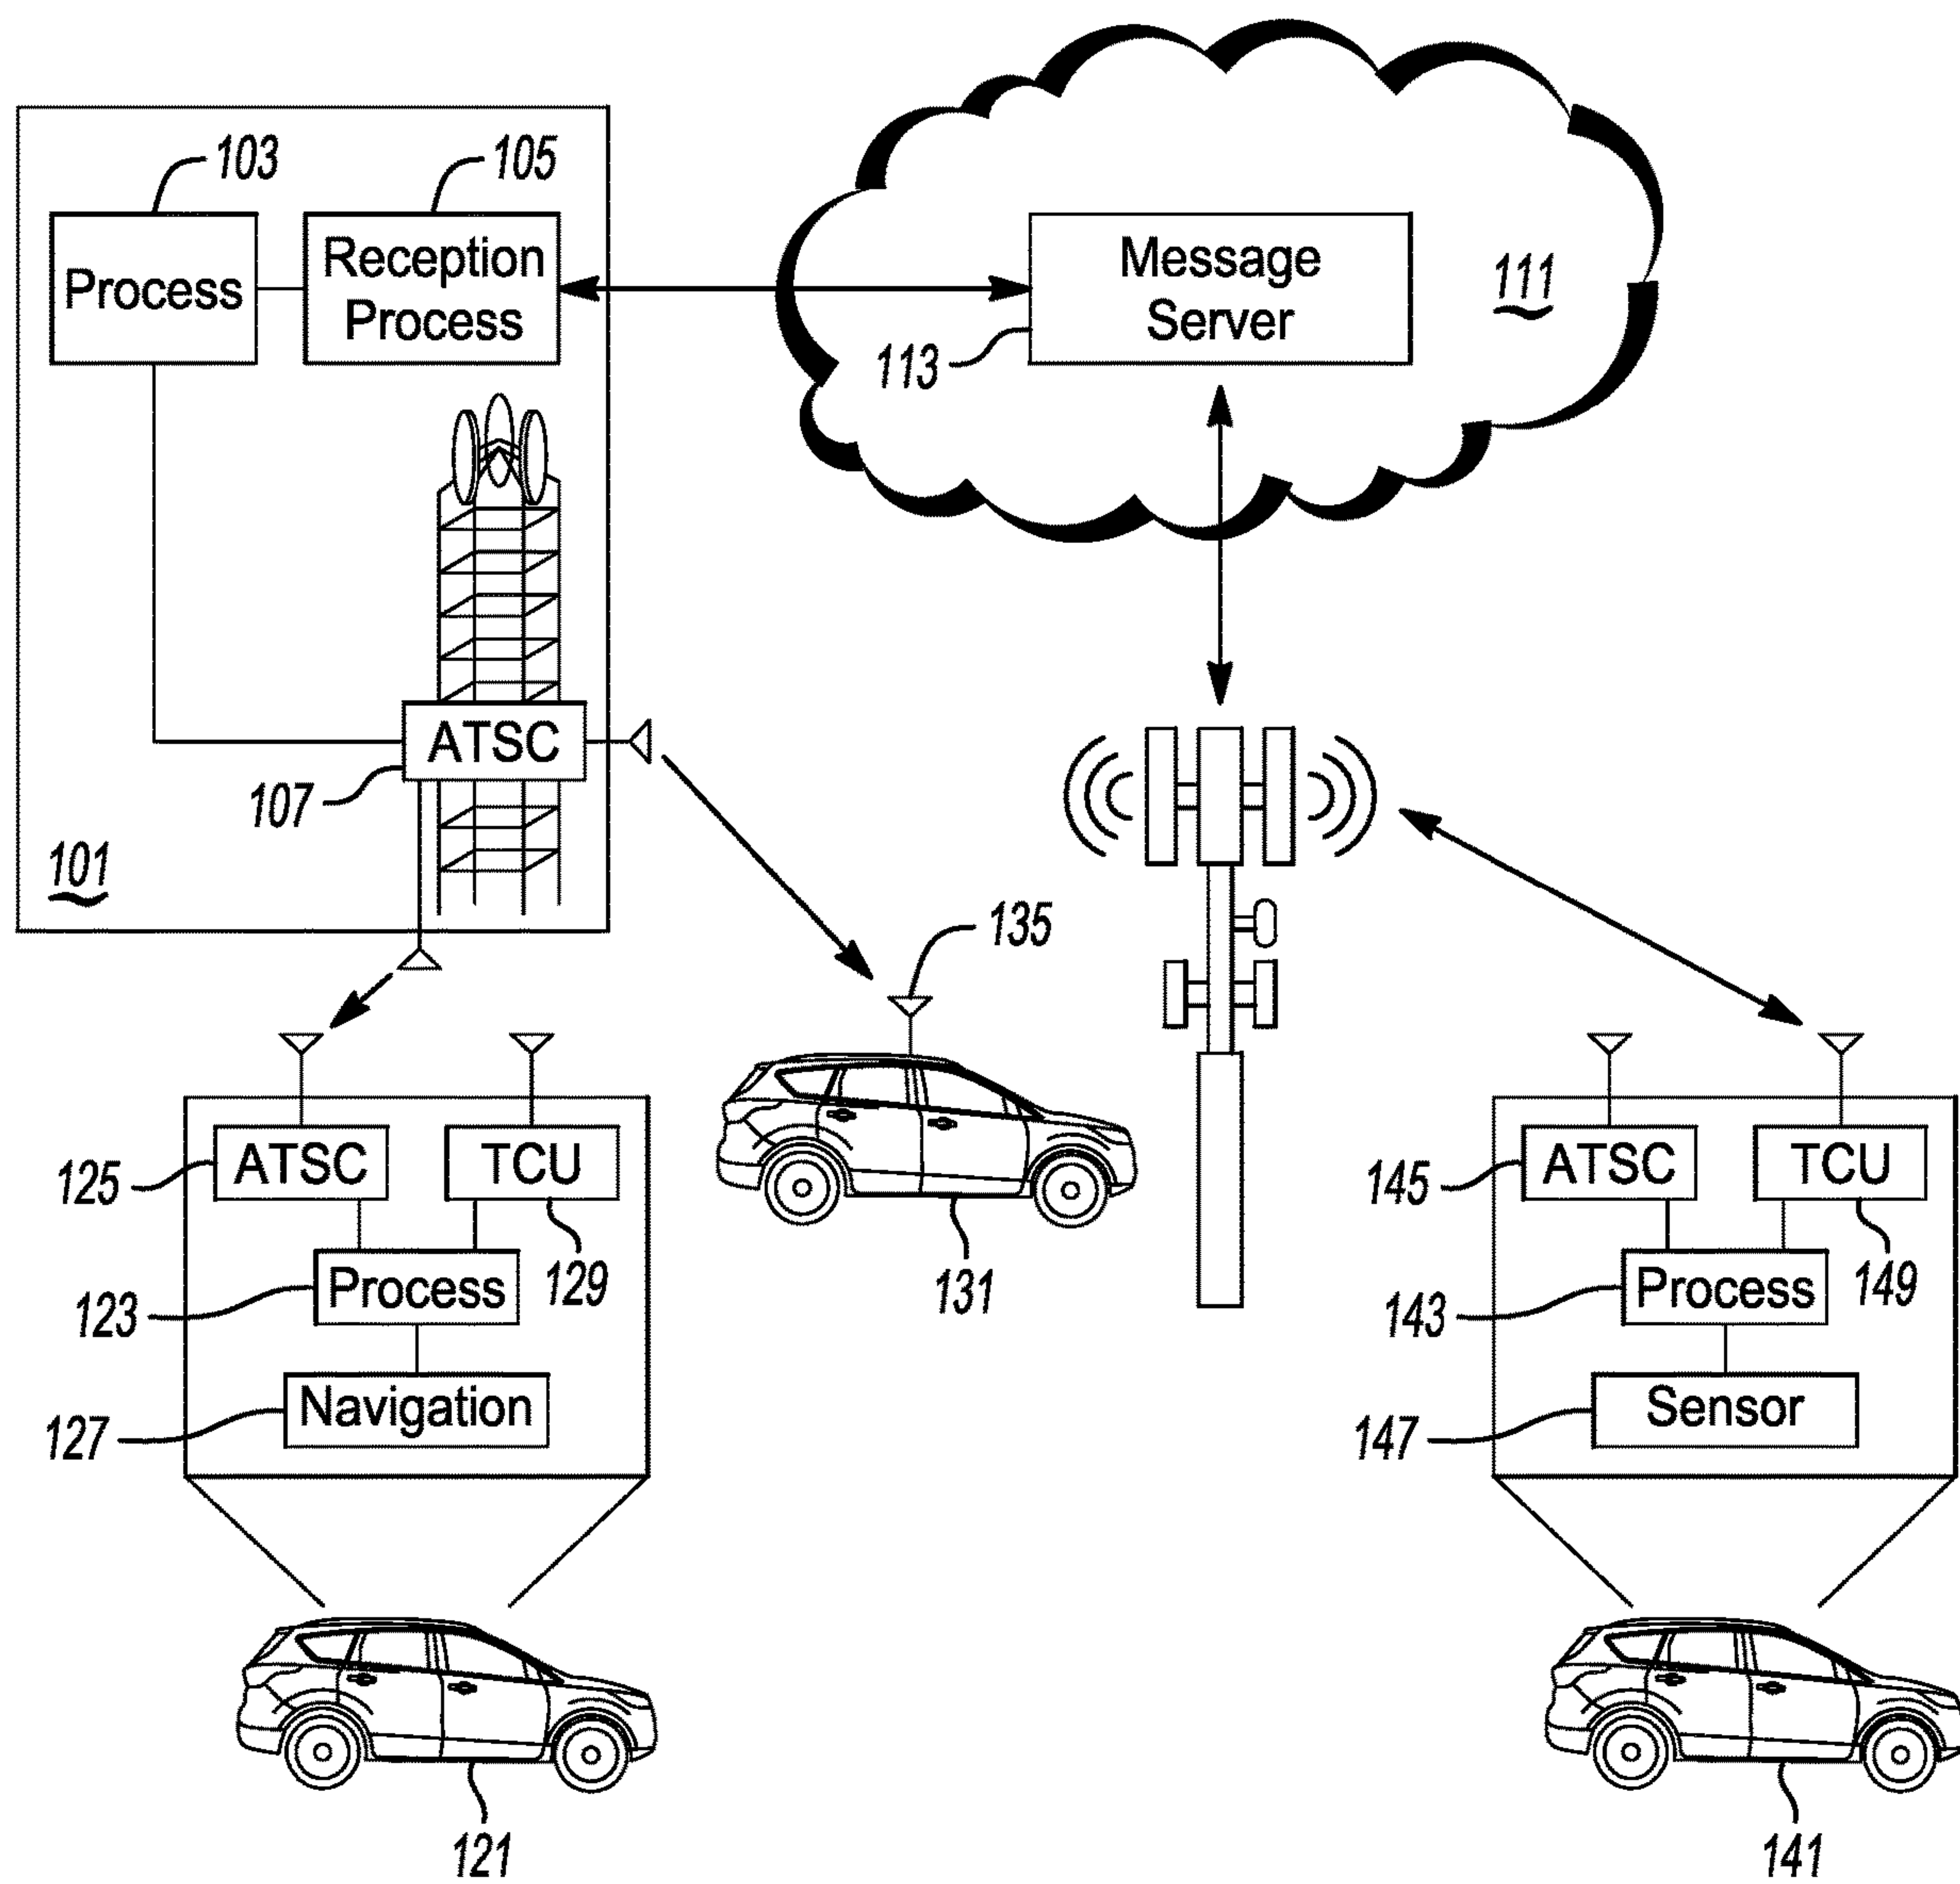 103
105
Process
Reception
Process
Message
Server
111
113
ATSC
107
101
135
125
ATSC
TCU
131
145
ATSC
TCU
123
Process
129
143
Process
149
127
Navigation
147
Sensor
121
141